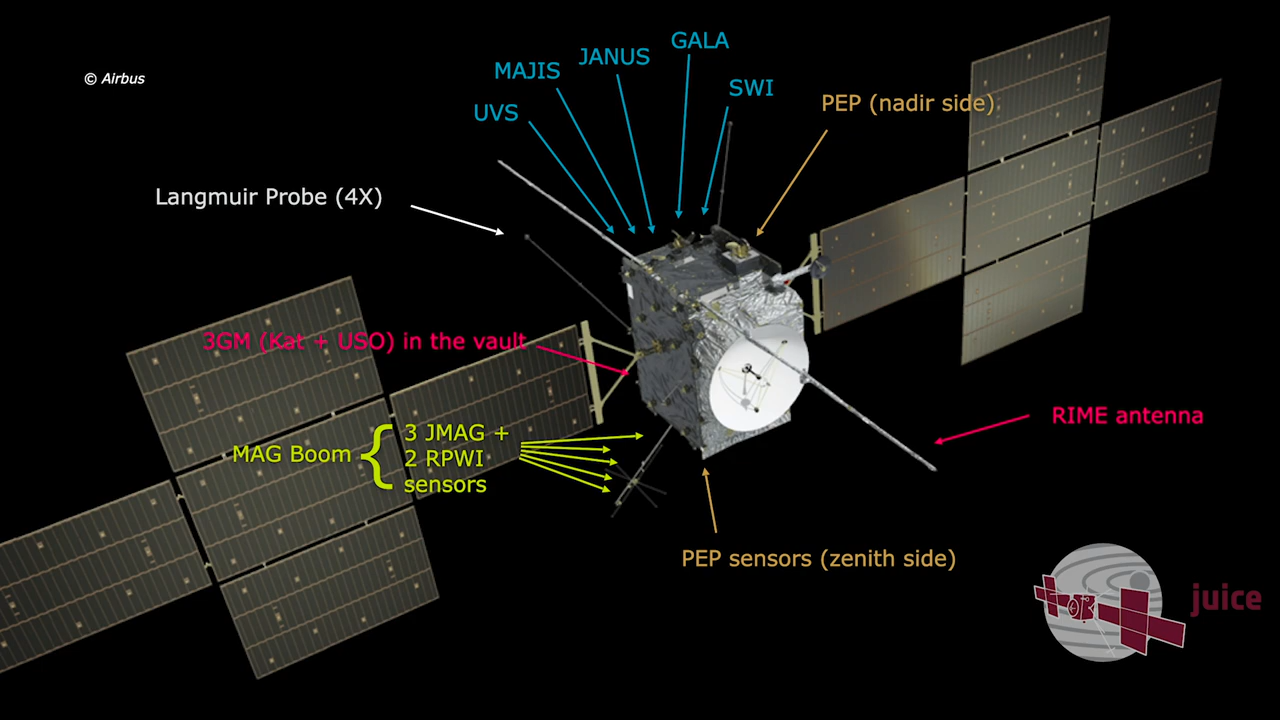 GALA
JANUS
MAJIS
© Airbus
SWI
PEP (nadir side)
UVS
Langmuir Probe (4X)
3GM (Kat + USO) in the vault
RIME antenna
MAG Boom
3 JMAG +
2 RPWI
sensors
PEP sensors (zenith side)
juice